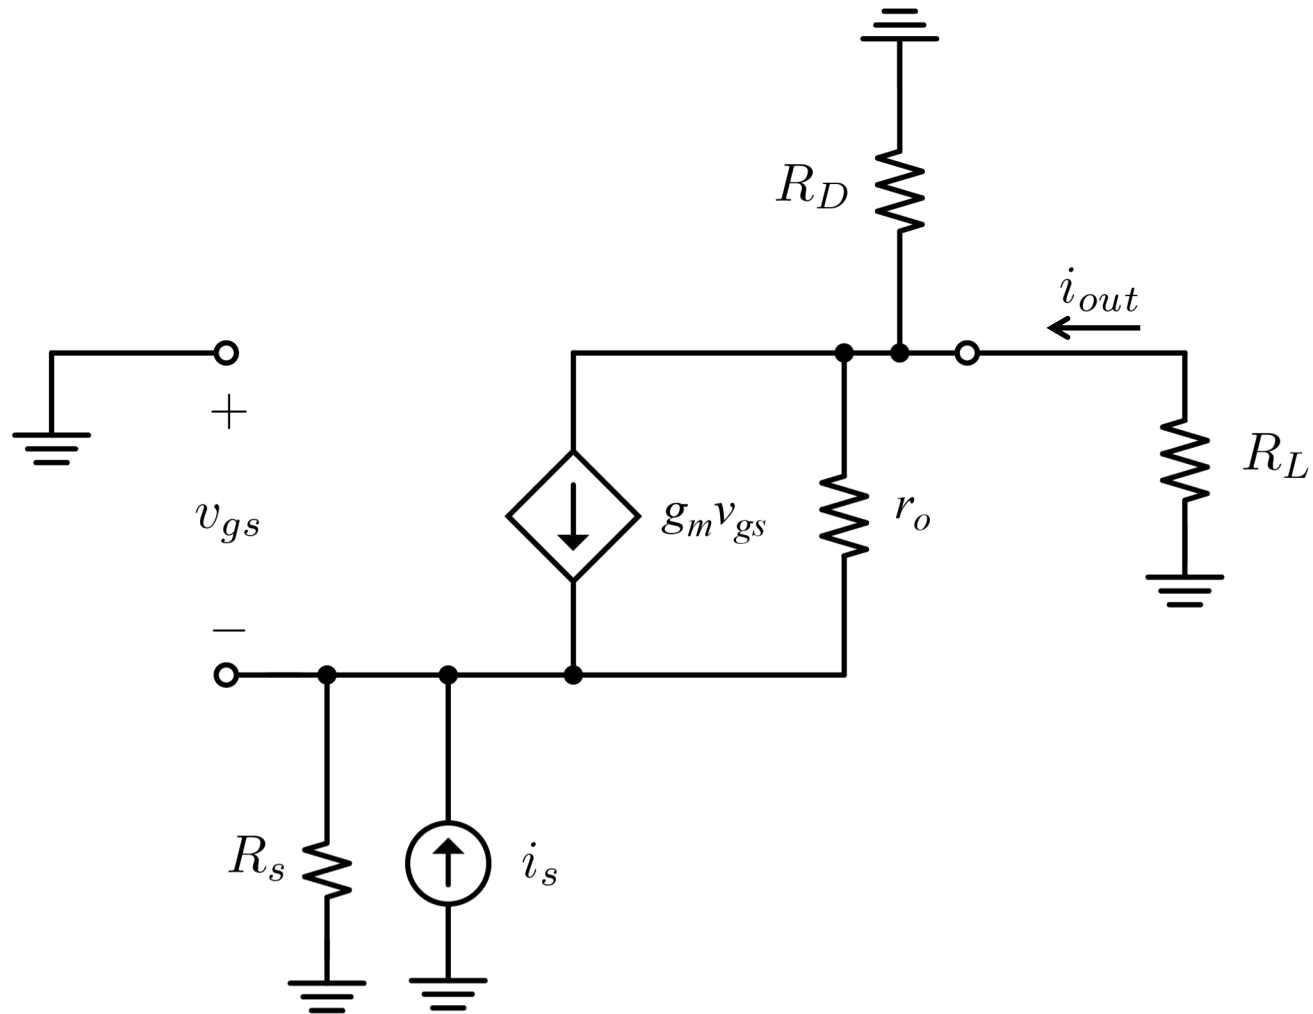 R_D
i_out
+
R_L
v_gs
g_m v_gs
r_o
−
R_s
i_s